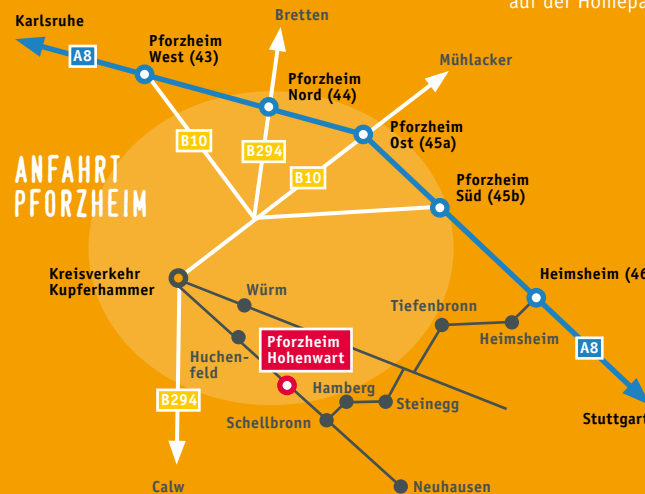 auf der
Bretten
Karlsruhe
A8
Pforzheim
West (43)
Pforzheim
Nord (44)
Mühlacker
B10
B294
Pforzheim
Ost (45a)
B10
ANFAHRT
PFORZHEIM
Pforzheim
Süd (45b)
Kreisverkehr
Kupferhammer
Würm
Heimsheim (46
Tiefenbronn
Heimsheim
A8
Huchen-
feld
Pforzheim
Hohenwart
Hamberg
Steinegg
B294
Schellbronn
Stuttgart
Calw
Neuhausen